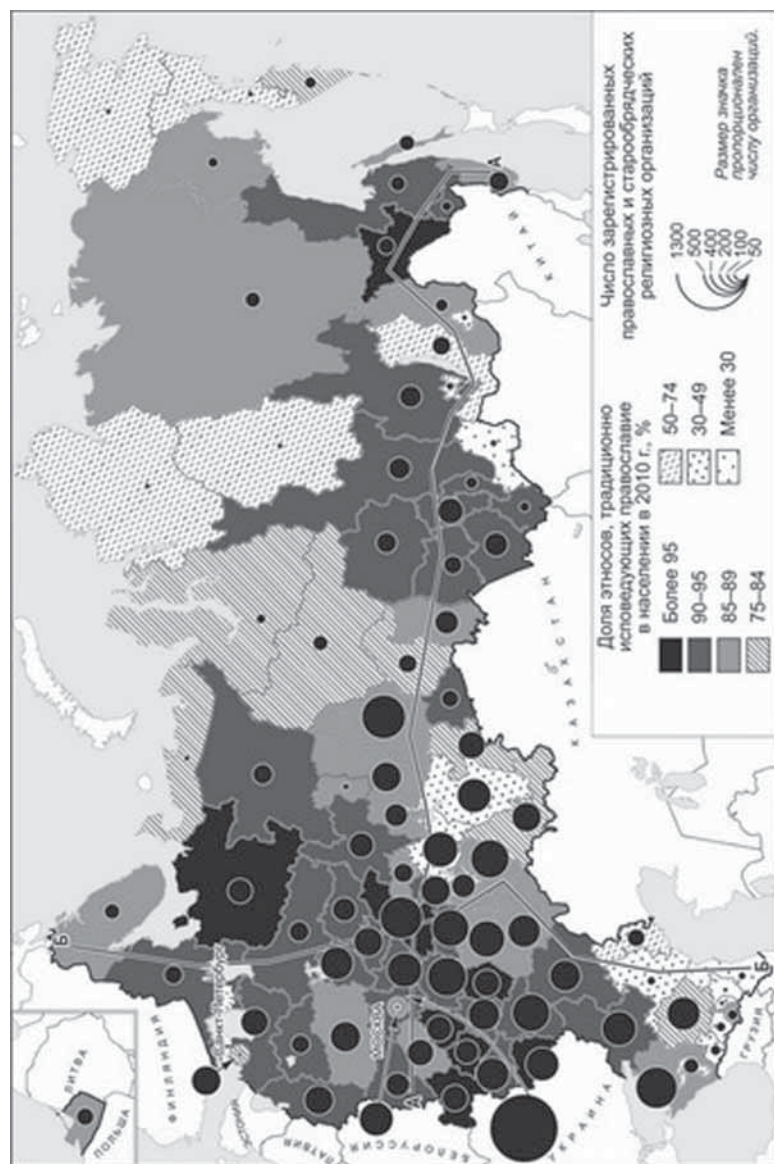 Доля этносов, традиционно
исповедующих православие
в населении в 2010 г., %
Более 95
90–95
85–89
75–84
50–74
30–49
Менее 30
Число зарегистрированных
православных и старообрядческих
религиозных организаций
1300
500
400
200
100
50
Размер значка
пропорционален
числу организаций.
ПОЛЬША
ЛИТВА
ФИНЛЯНДИЯ
БЕЛОРУССИЯ
УКРАИНА
ГРУЗИЯ
КАЗАХСТАН
КИТАЙ
МОСКВА
А
А
Б
Б